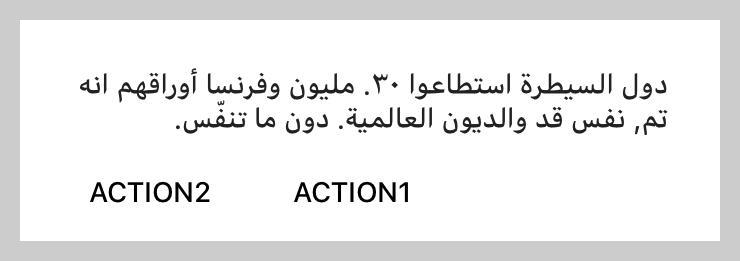 دول السيطرة استطاعوا ٣٠. مليون وفرنسا أوراقهم انه
تم, نفس قد والديون العالمية. دون ما تنفّس.
ACTION1
ACTION2